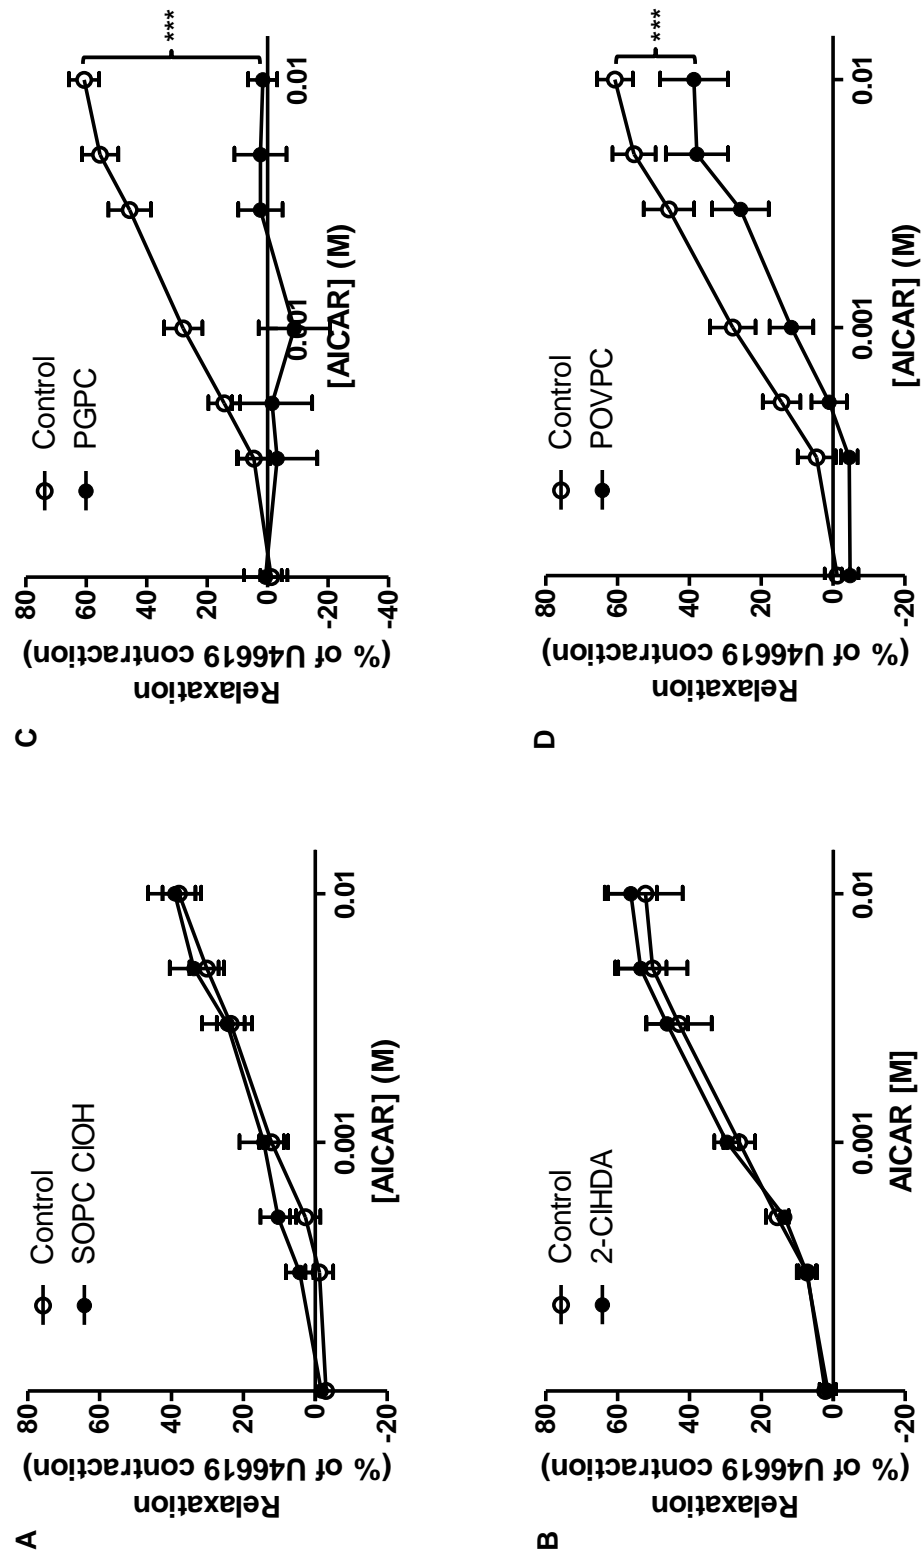 A
Control
SOPC ClOH
80
60
40
20
0
-20
Relaxation
(% of U46619 contraction)
0.001
0.01
[AICAR] (M)
C
Control
PGPC
***
80
60
40
20
0
-20
-40
Relaxation
(% of U46619 contraction)
0.001
0.01
[AICAR] (M)
B
Control
2-ClHDA
80
60
40
20
0
-20
Relaxation
(% of U46619 contraction)
0.001
0.01
AICAR [M]
D
Control
POVPC
***
80
60
40
20
0
-20
Relaxation
(% of U46619 contraction)
0.001
0.01
[AICAR] (M)